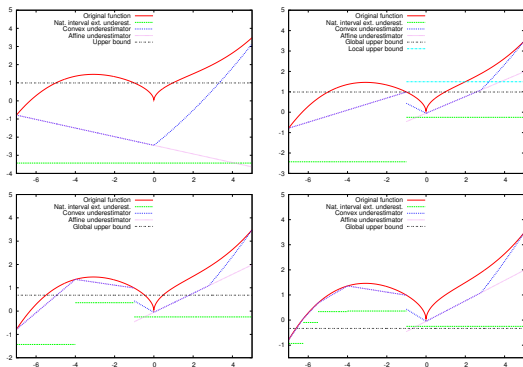 Original function
Nat. interval ext. underest.
Convex underestimator
Affine underestimator
Upper bound
5
4
3
2
1
0
-1
-2
-3
-4
-6 -4 -2 0 2 4
Original function
Nat. interval ext. underest.
Convex underestimator
Affine underestimator
Global upper bound
Local upper bound
5
4
3
2
1
0
-1
-2
-3
-6 -4 -2 0 2 4
Original function
Nat. interval ext. underest.
Convex underestimator
Affine underestimator
Global upper bound
5
4
3
2
1
0
-1
-2
-6 -4 -2 0 2 4
Original function
Nat. interval ext. underest.
Convex underestimator
Affine underestimator
Global upper bound
5
4
3
2
1
0
-1
-6 -4 -2 0 2 4